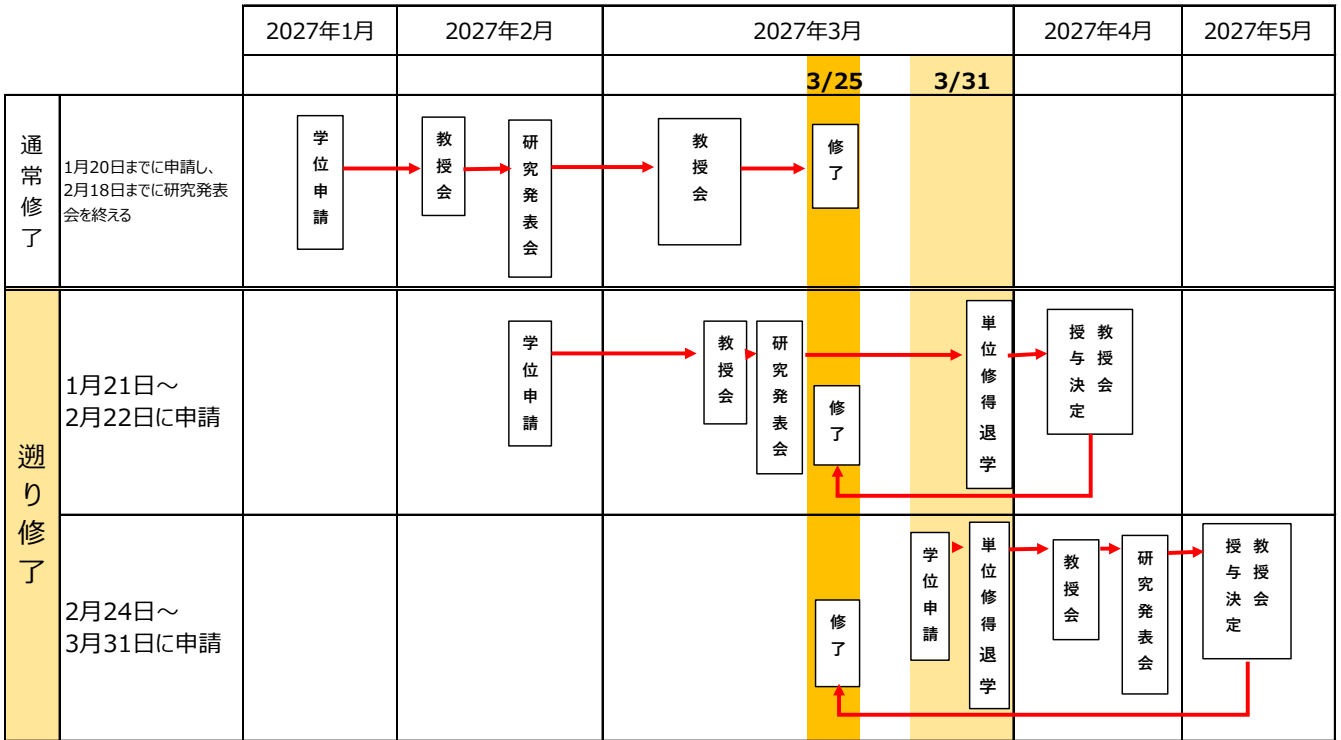 2027年1月
2027年2月
2027年3月
2027年4月
2027年5月
3/25
3/31
通常修了
1月20日までに申請し、
2月18日までに研究発表
会を終える
学位申請
教授会
研究発表会
教授会
修了
遡り修了
1月21日～
2月22日に申請
学位申請
教授会
研究発表会
修了
単位修得退学
教授会
授与決定
2月24日～
3月31日に申請
修了
学位申請
単位修得退学
教授会
研究発表会
教授会
授与決定